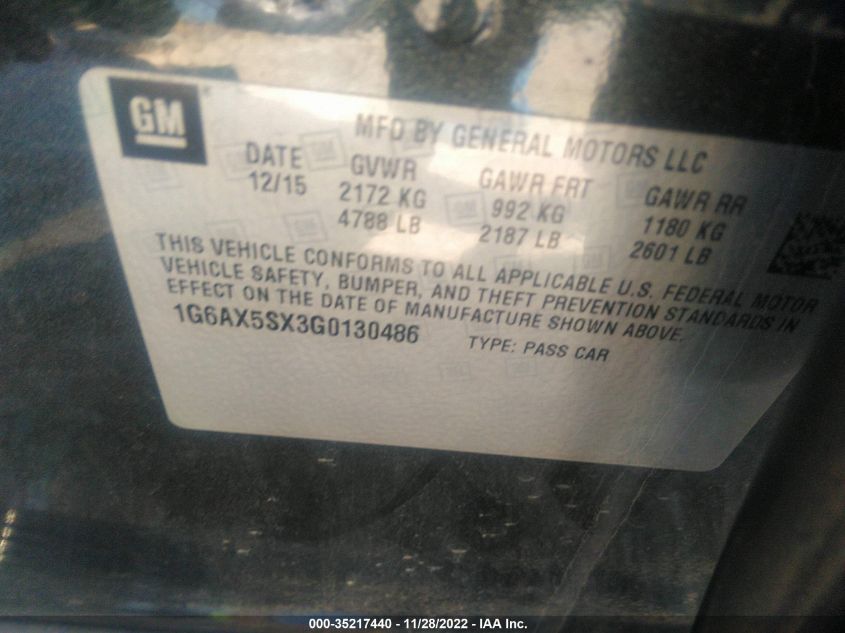 GM
MFD BY GENERAL MOTORS LLC
DATE GVWR GAWR FRT GAWR RR
12/15 2172 KG 992 KG 1180 KG
4788 LB 2187 LB 2601 LB
THIS VEHICLE CONFORMS TO ALL APPLICABLE U.S. FEDERAL MOTOR
VEHICLE SAFETY, BUMPER, AND THEFT PREVENTION STANDARDS IN
EFFECT ON THE DATE OF MANUFACTURE SHOWN ABOVE.
1G6AX5SX3G0130486 TYPE: PASS CAR
000-35217440 - 11/28/2022 - IAA Inc.